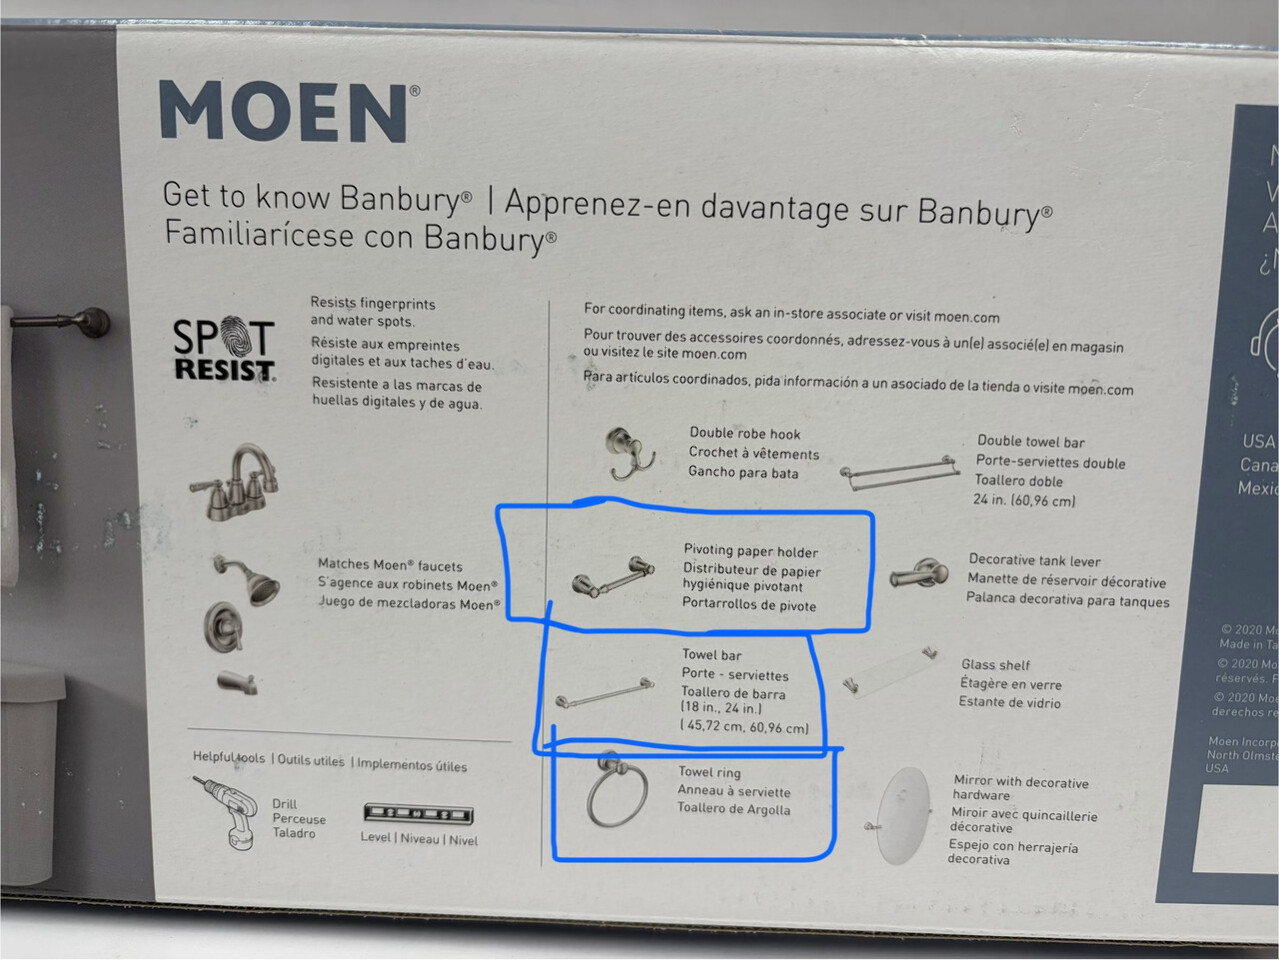 MOEN®
Get to know Banbury® | Apprenez-en davantage sur Banbury®
Familiarícese con Banbury®
SPOT
RESIST.
Resists fingerprints
and water spots.
Résiste aux empreintes
digitales et aux taches d'eau.
Resistente a las marcas de
huellas digitales y de agua.
Matches Moen® faucets
S'agence aux robinets Moen®
Juego de mezcladoras Moen®
Helpful tools | Outils utiles | Implementos útiles
Drill
Perceuse
Taladro
Level | Niveau | Nivel
For coordinating items, ask an in-store associate or visit moen.com
Pour trouver des accessoires coordonnés, adressez-vous à un(e) associé(e) en magasin
ou visitez le site moen.com
Para artículos coordinados, pida información a un asociado de la tienda o visite moen.com
Double robe hook
Crochet à vêtements
Gancho para bata
Pivoting paper holder
Distributeur de papier
hygiénique pivotant
Portarrollos de pivote
Towel bar
Porte - serviettes
Toallero de barra
(18 in., 24 in.)
( 45,72 cm, 60,96 cm)
Towel ring
Anneau à serviette
Toallero de Argolla
Double towel bar
Porte-serviettes double
Toallero doble
24 in. (60,96 cm)
Decorative tank lever
Manette de réservoir décorative
Palanca decorativa para tanques
Glass shelf
Étagère en verre
Estante de vidrio
Mirror with decorative
hardware
Miroir avec quincaillerie
décorative
Espejo con herrajería
decorativa
USA
© 2020
Made in
© 2020
réservés.
© 2020
derechos
Moen
North
USA